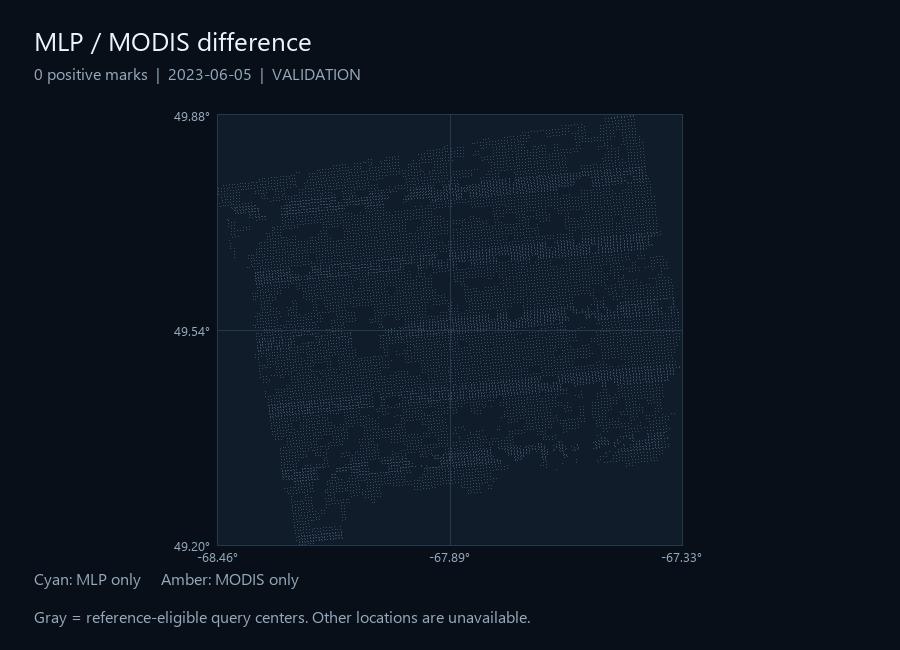 MLP / MODIS difference
0 positive marks | 2023-06-05 | VALIDATION
49.88°
49.54°
49.20°
-68.46° -67.89° -67.33°
Cyan: MLP only Amber: MODIS only
Gray = reference-eligible query centers. Other locations are unavailable.